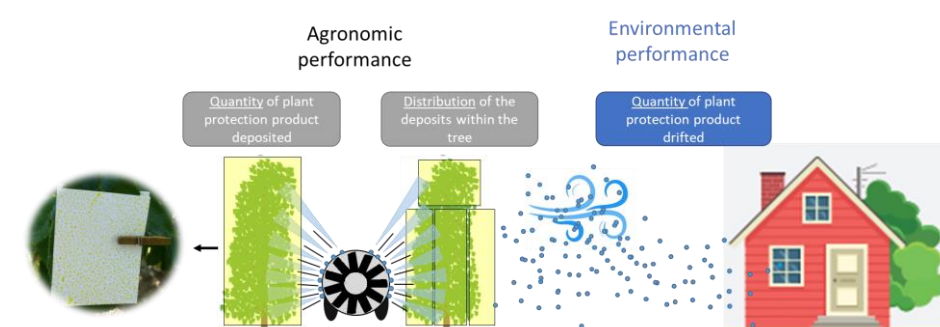 Agronomic
performance
Environmental
performance
Quantity of plant
protection product
deposited
Distribution of the
deposits within the
tree
Quantity of plant
protection product
drifted